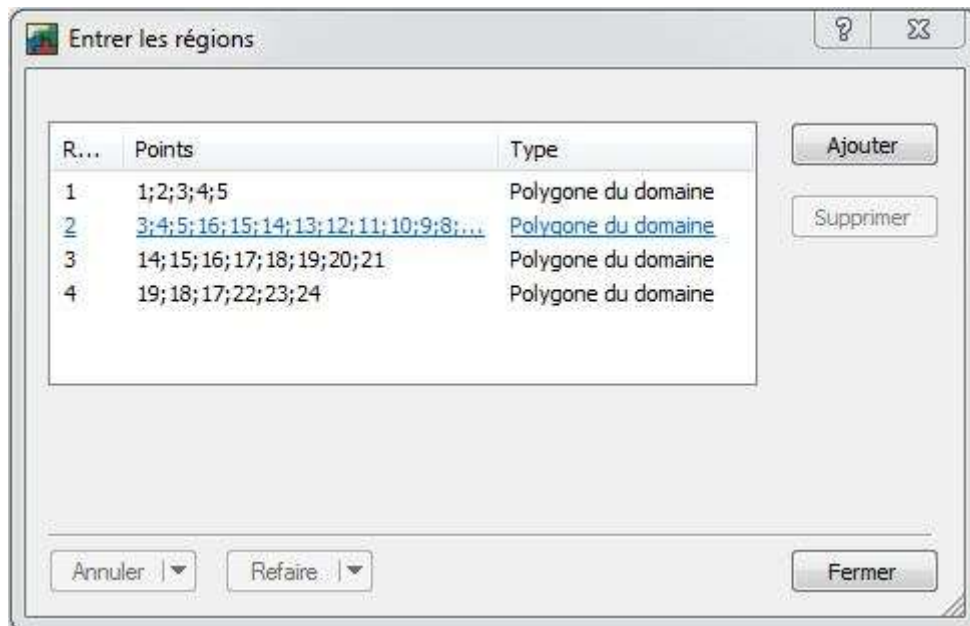 Entrer les régions
R... Points Type
1 1;2;3;4;5 Polygone du domaine
2 3;4;5;16;15;14;13;12;11;10;9;8;... Polygone du domaine
3 14;15;16;17;18;19;20;21 Polygone du domaine
4 19;18;17;22;23;24 Polygone du domaine
Ajouter
Supprimer
Annuler
Refaire
Fermer